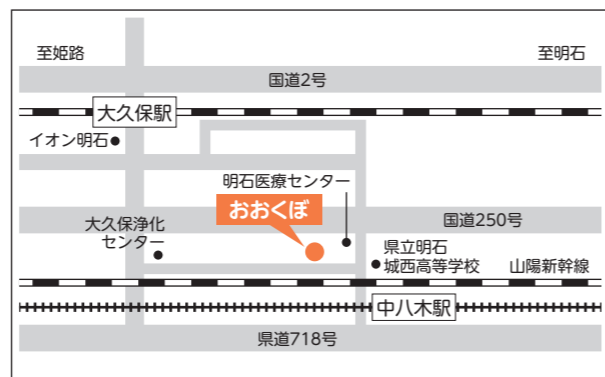 至姫路
至明石
国道2号
大久保駅
イオン明石
明石医療センター
おおくぼ
国道250号
大久保浄化
センター
県立明石
城西高等学校
山陽新幹線
中八木駅
県道718号